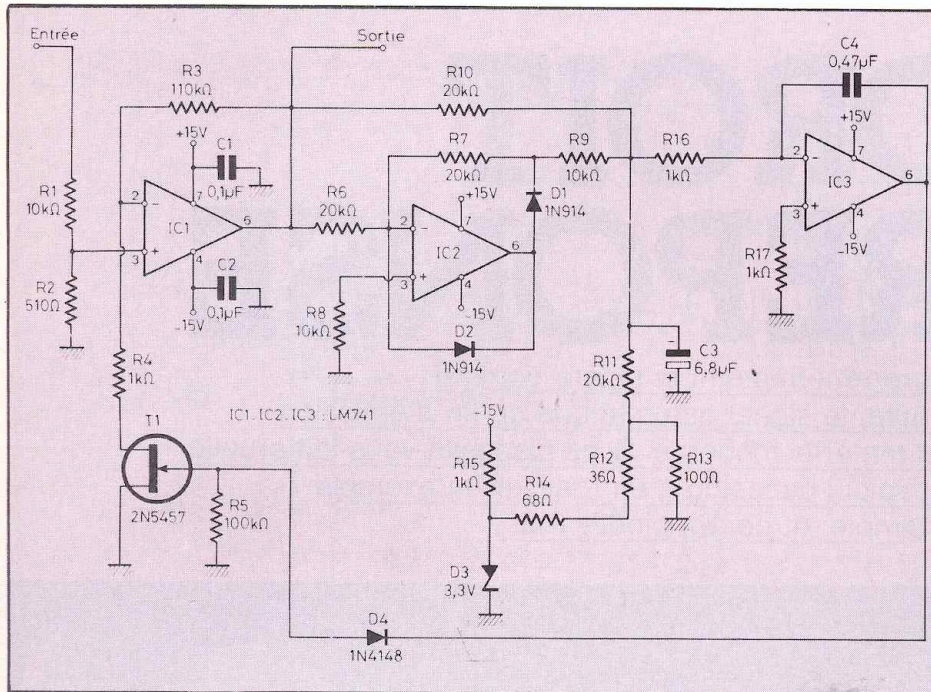 Entrée
Sortie
C4
0,47µF
R3
110kΩ
R10
20kΩ
+15V
C1
0,1µF
R7
20kΩ
R9
10kΩ
R16
1kΩ
+15V
R1
10kΩ
R6
20kΩ
D1
1N914
+15V
2
-
7
IC1
6
3
+
4
2
-
7
IC2
6
3
+
4
2
-
7
IC3
6
3
+
4
R2
510Ω
C2
0,1µF
-15V
-15V
-15V
R17
1kΩ
R8
10kΩ
D2
1N914
R4
1kΩ
R11
20kΩ
-
C3
6,8µF
+
IC1.IC2.IC3 : LM741
T1
2N5457
R5
100kΩ
-15V
R15
1kΩ
R14
68Ω
R12
36Ω
R13
100Ω
D3
3,3V
D4
1N4148